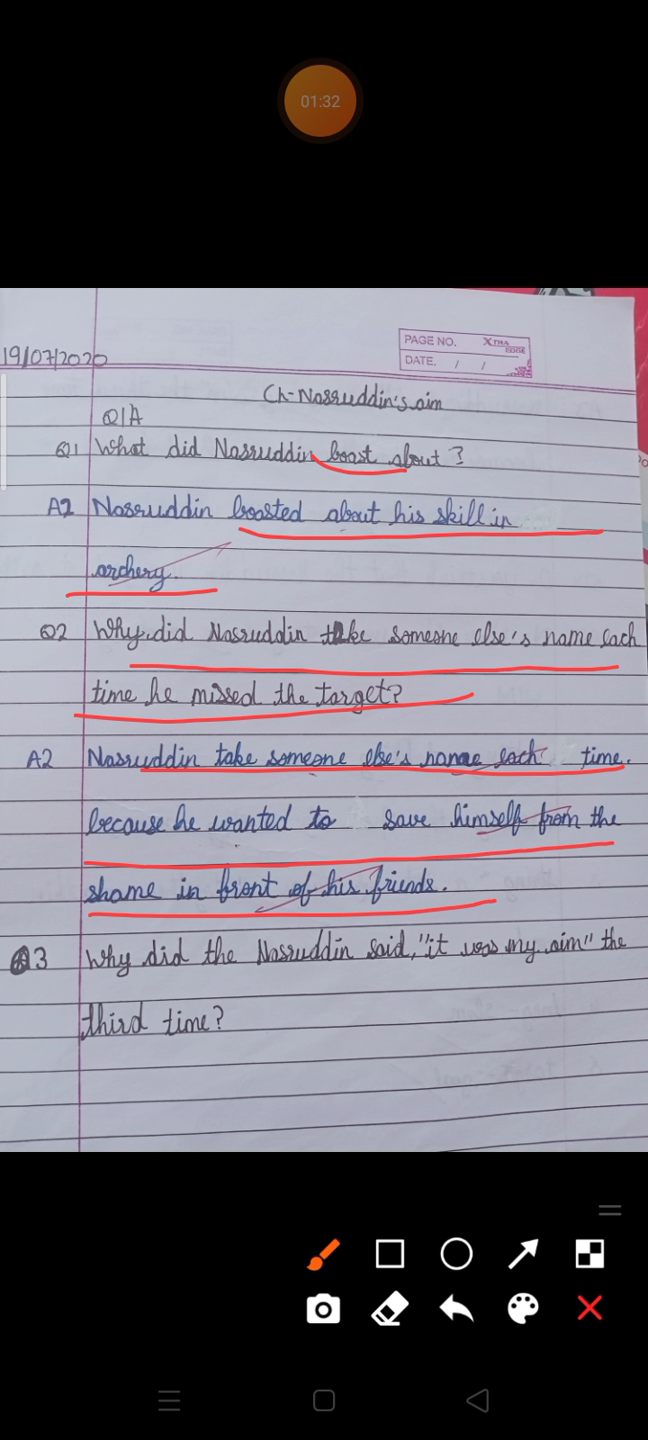 01:32
PAGE NO. XTRA EDGE
DATE. / /
19/07/2020
Ch-Nasruddin's aim
Q/A
Q1 What did Nasruddin boast about?
A1 Nasruddin boasted about his skill in
archery.
Q2 Why did Nasruddin take someone else's name each
time he missed the target?
A2 Nasruddin take someone else's name each time.
because he wanted to save himself from the
shame in front of his friends.
Q3 Why did the Nasruddin said, "it was my aim" the
third time?